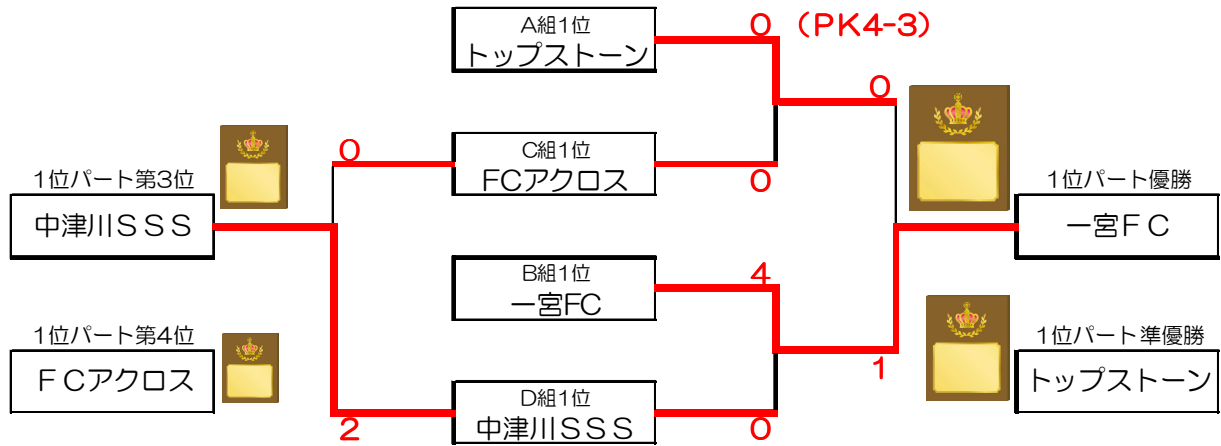 A組1位
トップストーン
0 (PK4-3)
0
0
C組1位
FCアクロス
0
1位パート第3位
中津川ＳＳＳ
1位パート優勝
一宮ＦＣ
B組1位
一宮FC
4
1位パート第4位
ＦＣアクロス
1位パート準優勝
トップストーン
1
D組1位
中津川ＳＳＳ
2
0